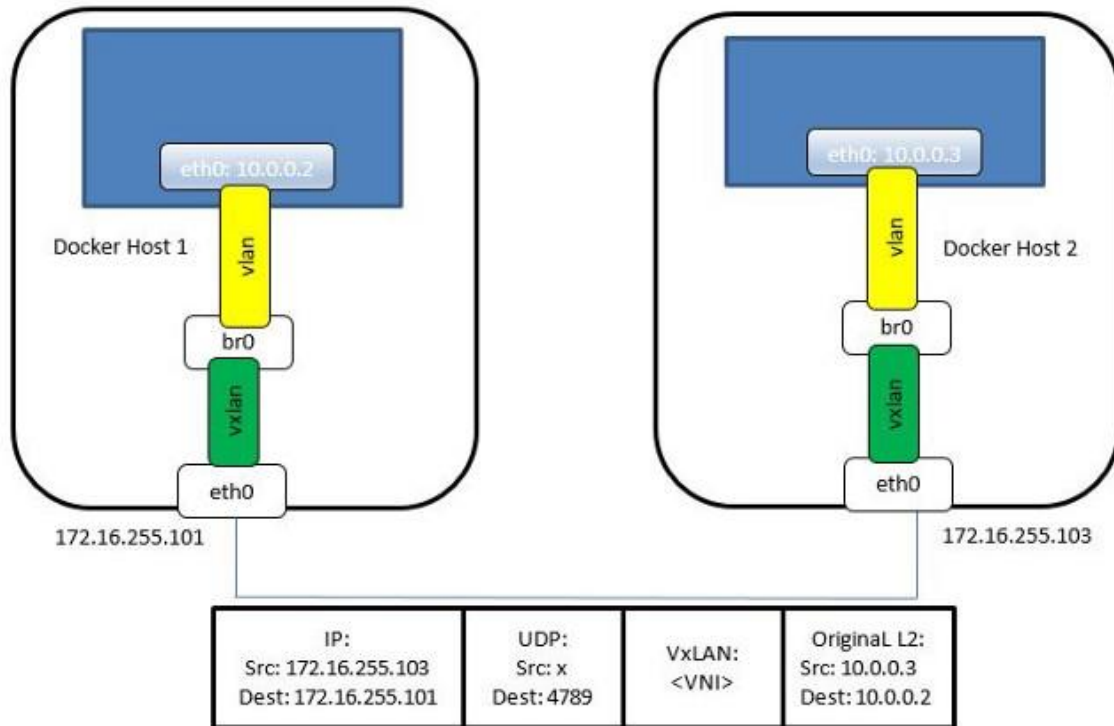 eth0: 10.0.0.2
eth0: 10.0.0.3
vlan
vlan
Docker Host 1
Docker Host 2
br0
br0
vxlan
vxlan
eth0
eth0
172.16.255.101
172.16.255.103
IP:
Src: 172.16.255.103
Dest: 172.16.255.101
UDP:
Src: x
Dest: 4789
VxLAN:
<VNI>
OriginaL L2:
Src: 10.0.0.3
Dest: 10.0.0.2